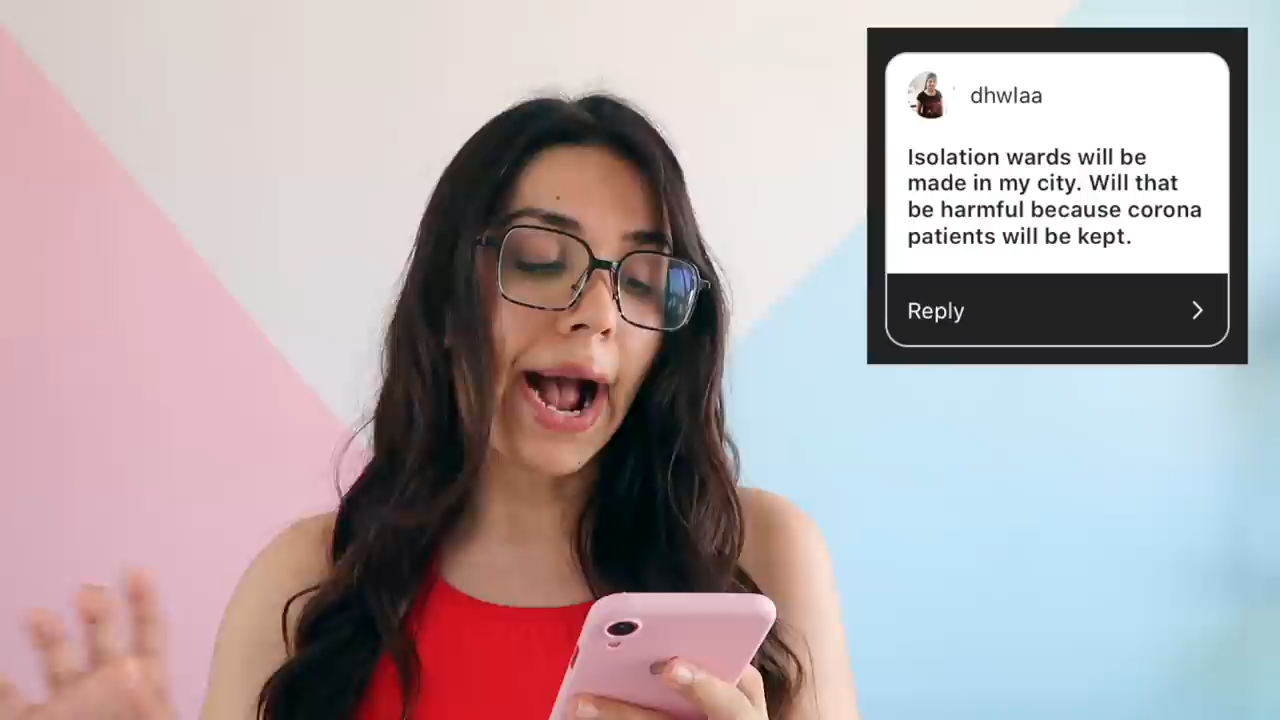 dhwlaa
Isolation wards will be
made in my city. Will that
be harmful because corona
patients will be kept.
Reply